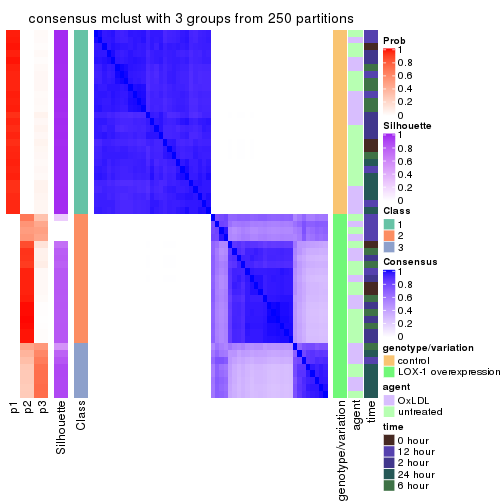 consensus mclust with 3 groups from 250 partitions
Prob
1
0.8
0.6
0.4
0.2
0
Silhouette
1
0.8
0.6
0.4
0.2
0
Class
1
2
3
Consensus
1
0.8
0.6
0.4
0.2
0
genotype/variation
control
LOX-1 overexpression
agent
OxLDL
untreated
time
0 hour
12 hour
2 hour
24 hour
6 hour
p1
p2
p3
Silhouette
Class
genotype/variation
agent
time